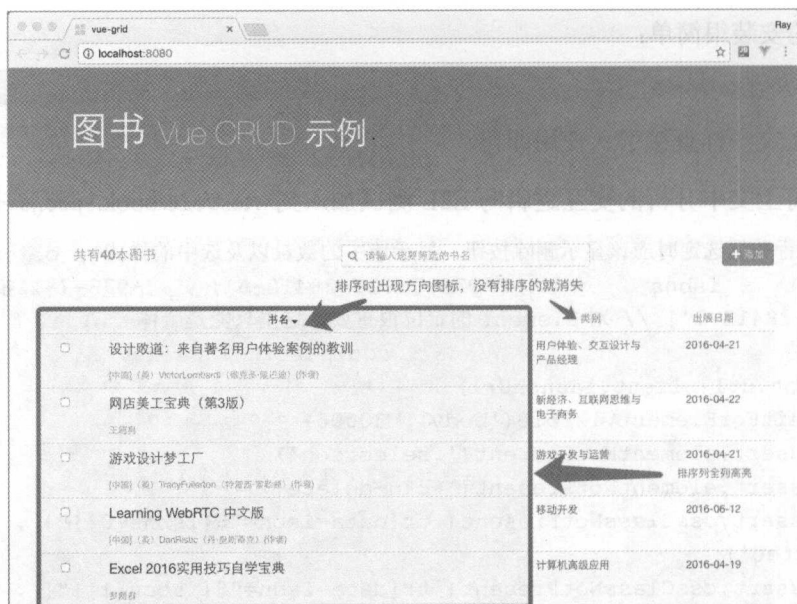 vue-grid
Ray
localhost:8080
图书 Vue CRUD 示例
共有40本图书
请输入您要筛选的书名
添加
排序时出现方向图标，没有排序的就消失
书名
类别
出版日期
设计败道：来自著名用户体验案例的教训
用户体验、交互设计与
产品经理
2016-04-21
网店美工宝典（第3版）
新经济、互联网思维与
电子商务
2016-04-22
游戏设计梦工厂
游戏开发与运营
2016-04-21
排序列全列高亮
Learning WebRTC 中文版
移动开发
2016-06-12
Excel 2016实用技巧自学宝典
计算机高级应用
2016-04-19